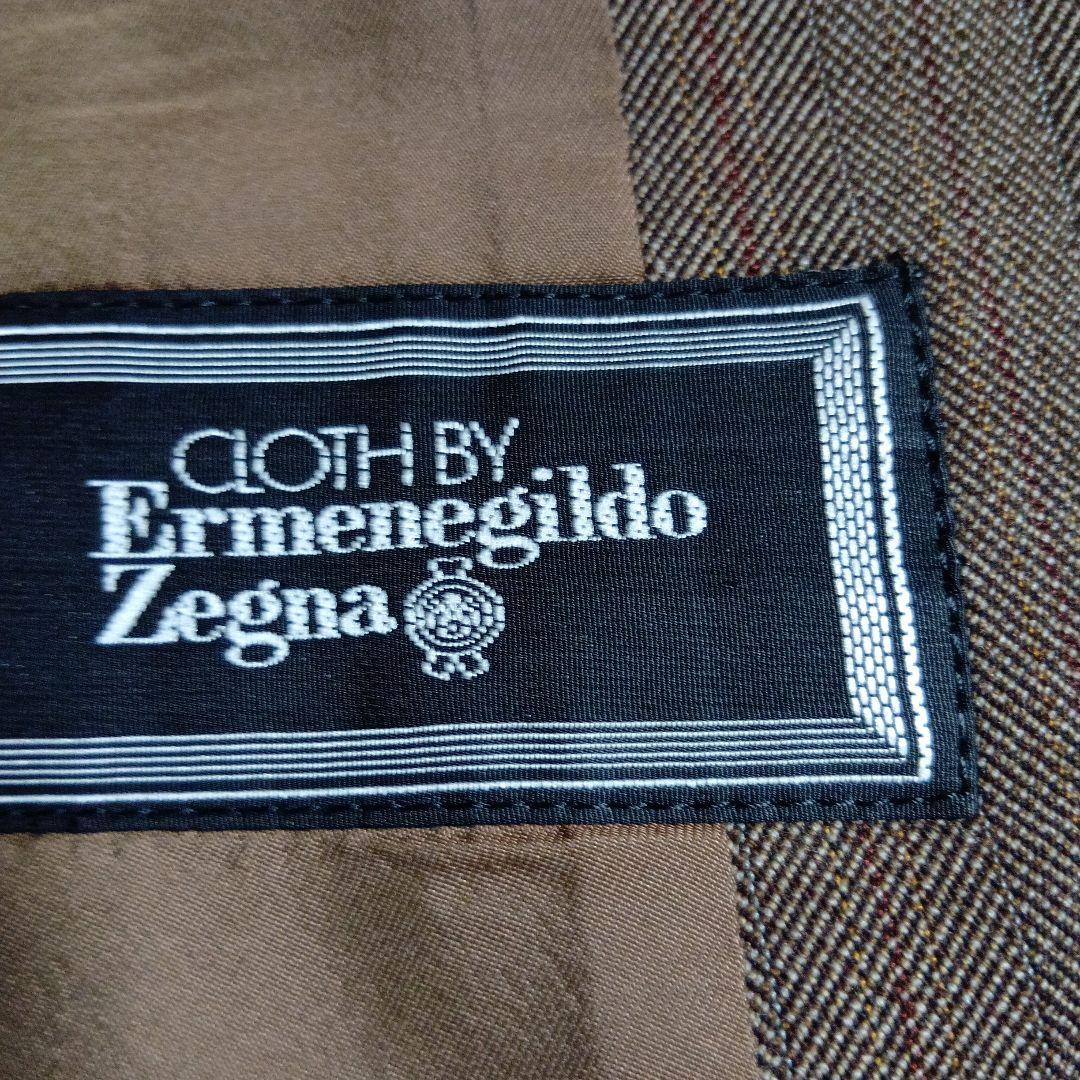 CLOTH BY
Ermenegildo
Zegna